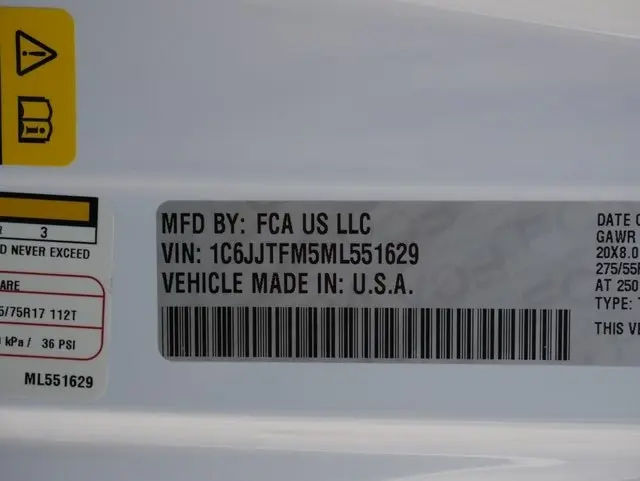 3
D NEVER EXCEED
ARE
5/75R17 112T
kPa / 36 PSI
ML551629
MFD BY: FCA US LLC
VIN: 1C6JJTFM5ML551629
VEHICLE MADE IN: U.S.A.
DATE O
GAWR
20X8.0
275/55R
AT 250
TYPE: T
THIS VE